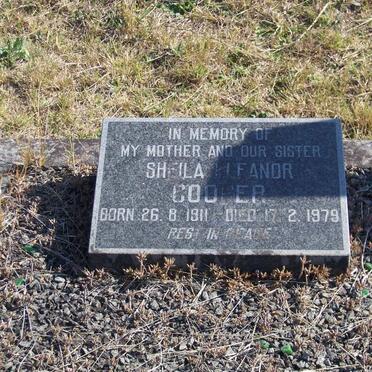 IN MEMORY OF
MY MOTHER AND OUR SISTER
SHEILA ELEANOR
BORN 26. 8. 1911 - DIED 17. 2. 1979
REST IN PEACE